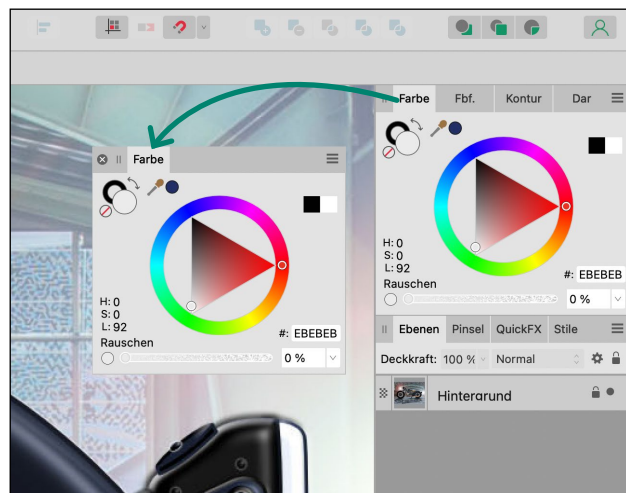 Farbe Fbf. Kontur Dar
H: 0
S: 0
L: 92
#: EBEBEB
Rauschen
0 %
Farbe
H: 0
S: 0
L: 92
#: EBEBEB
Rauschen
0 %
Ebenen Pinsel QuickFX Stile
Deckkraft: 100 % Normal
Hintergrund